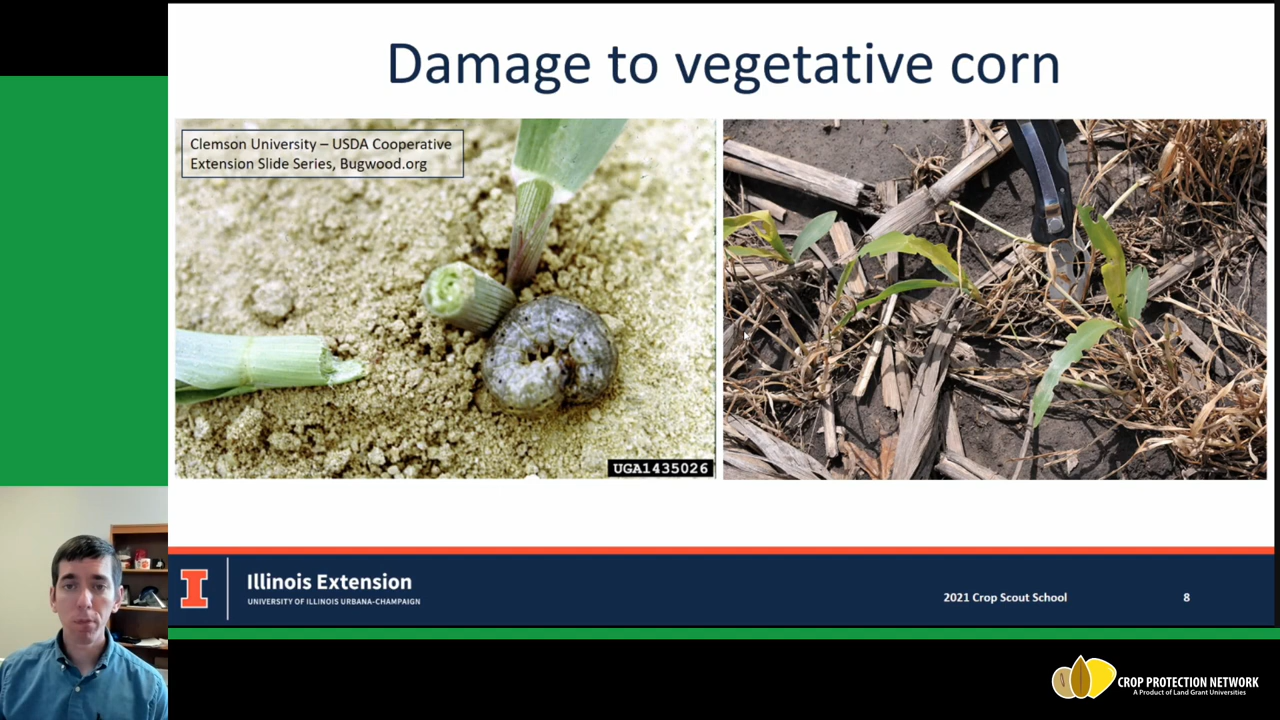 Damage to vegetative corn
Clemson University – USDA Cooperative
Extension Slide Series, Bugwood.org
UGA1435026
I
Illinois Extension
UNIVERSITY OF ILLINOIS URBANA-CHAMPAIGN
2021 Crop Scout School
8
CROP PROTECTION NETWORK
A Product of Land Grant Universities